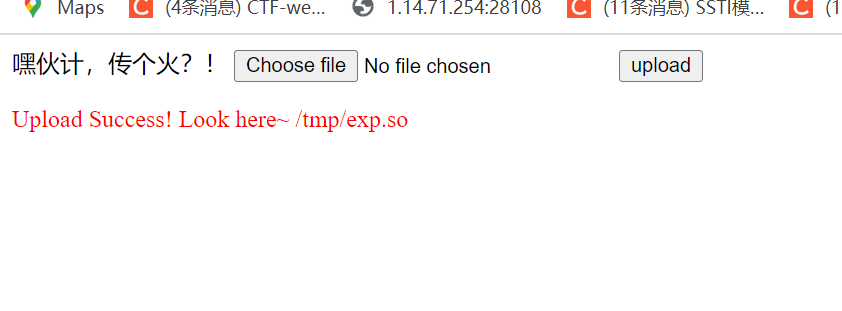 Maps (4条消息) CTF-we... 1.14.71.254:28108 (11条消息) SSTI模... (1
嘿伙计，传个火？！ Choose file No file chosen upload
Upload Success! Look here~ /tmp/exp.so